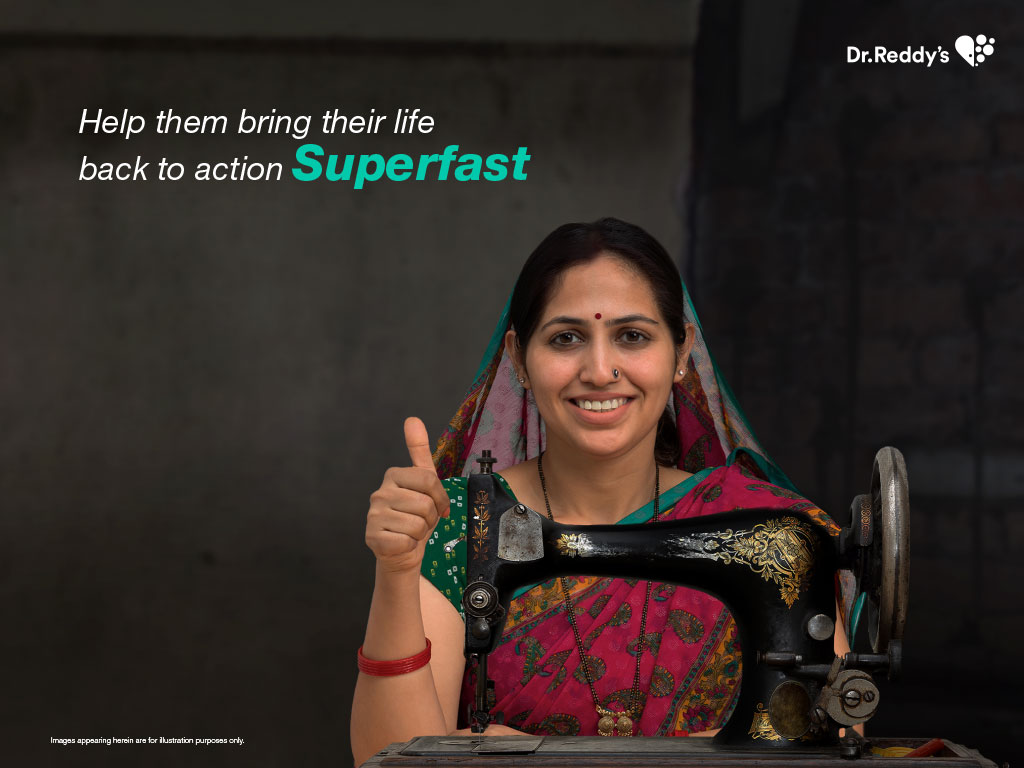 Dr.Reddy's
Help them bring their life
back to action Superfast
Images appearing herein are for illustration purposes only.